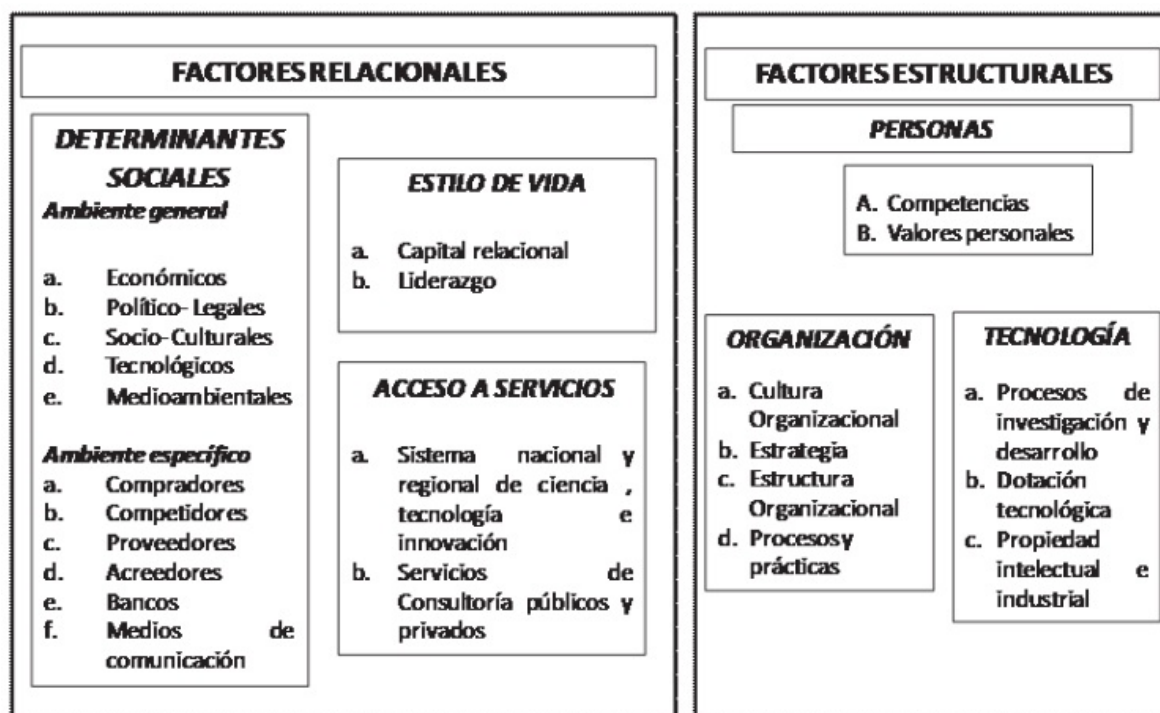 FACTORES RELACIONALES
DETERMINANTES
SOCIALES
Ambiente general
a. Económicos
b. Político- Legales
c. Socio- Culturales
d. Tecnológicos
e. Medioambientales
Ambiente específico
a. Compradores
b. Competidores
c. Proveedores
d. Acreedores
e. Bancos
f. Medios de
comunicación
ESTILO DE VIDA
a. Capital relacional
b. Liderazgo
ACCESO A SERVICIOS
a. Sistema nacional y
regional de ciencia ,
tecnología e
innovación
b. Servicios de
Consultoría públicos y
privados
FACTORES ESTRUCTURALES
PERSONAS
A. Competencias
B. Valores personales
ORGANIZACIÓN
a. Cultura
Organizacional
b. Estrategia
c. Estructura
Organizacional
d. Procesos y
prácticas
TECNOLOGÍA
a. Procesos de
investigación y
desarrollo
b. Dotación
tecnológica
c. Propiedad
intelectual e
industrial